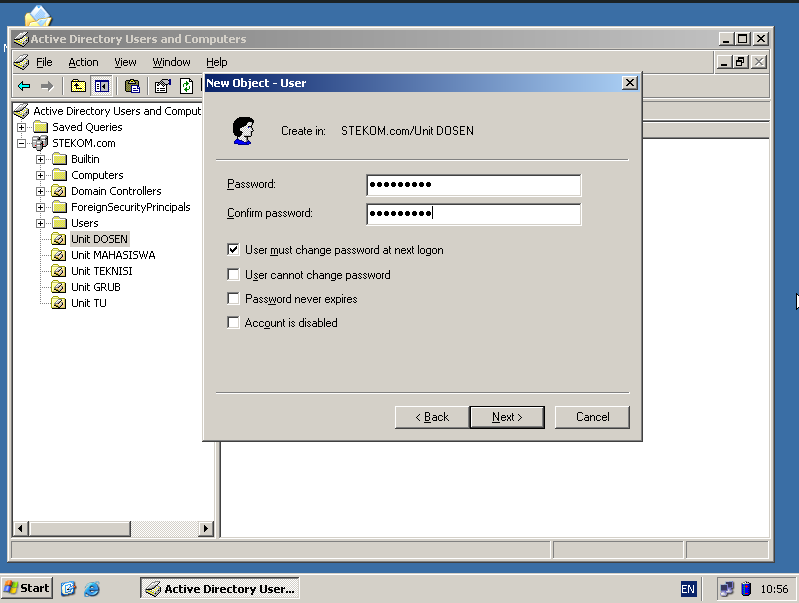 Active Directory Users and Computers
File Action View Window Help
New Object - User
Active Directory Users and Comput
Saved Queries
STEKOM.com
Builtin
Computers
Domain Controllers
ForeignSecurityPrincipals
Users
Unit DOSEN
Unit MAHASISWA
Unit TEKNISI
Unit GRUB
Unit TU
Create in: STEKOM.com/Unit DOSEN
Password:
Confirm password:
User must change password at next logon
User cannot change password
Password never expires
Account is disabled
< Back Next > Cancel
Start Active Directory User... EN 10:56